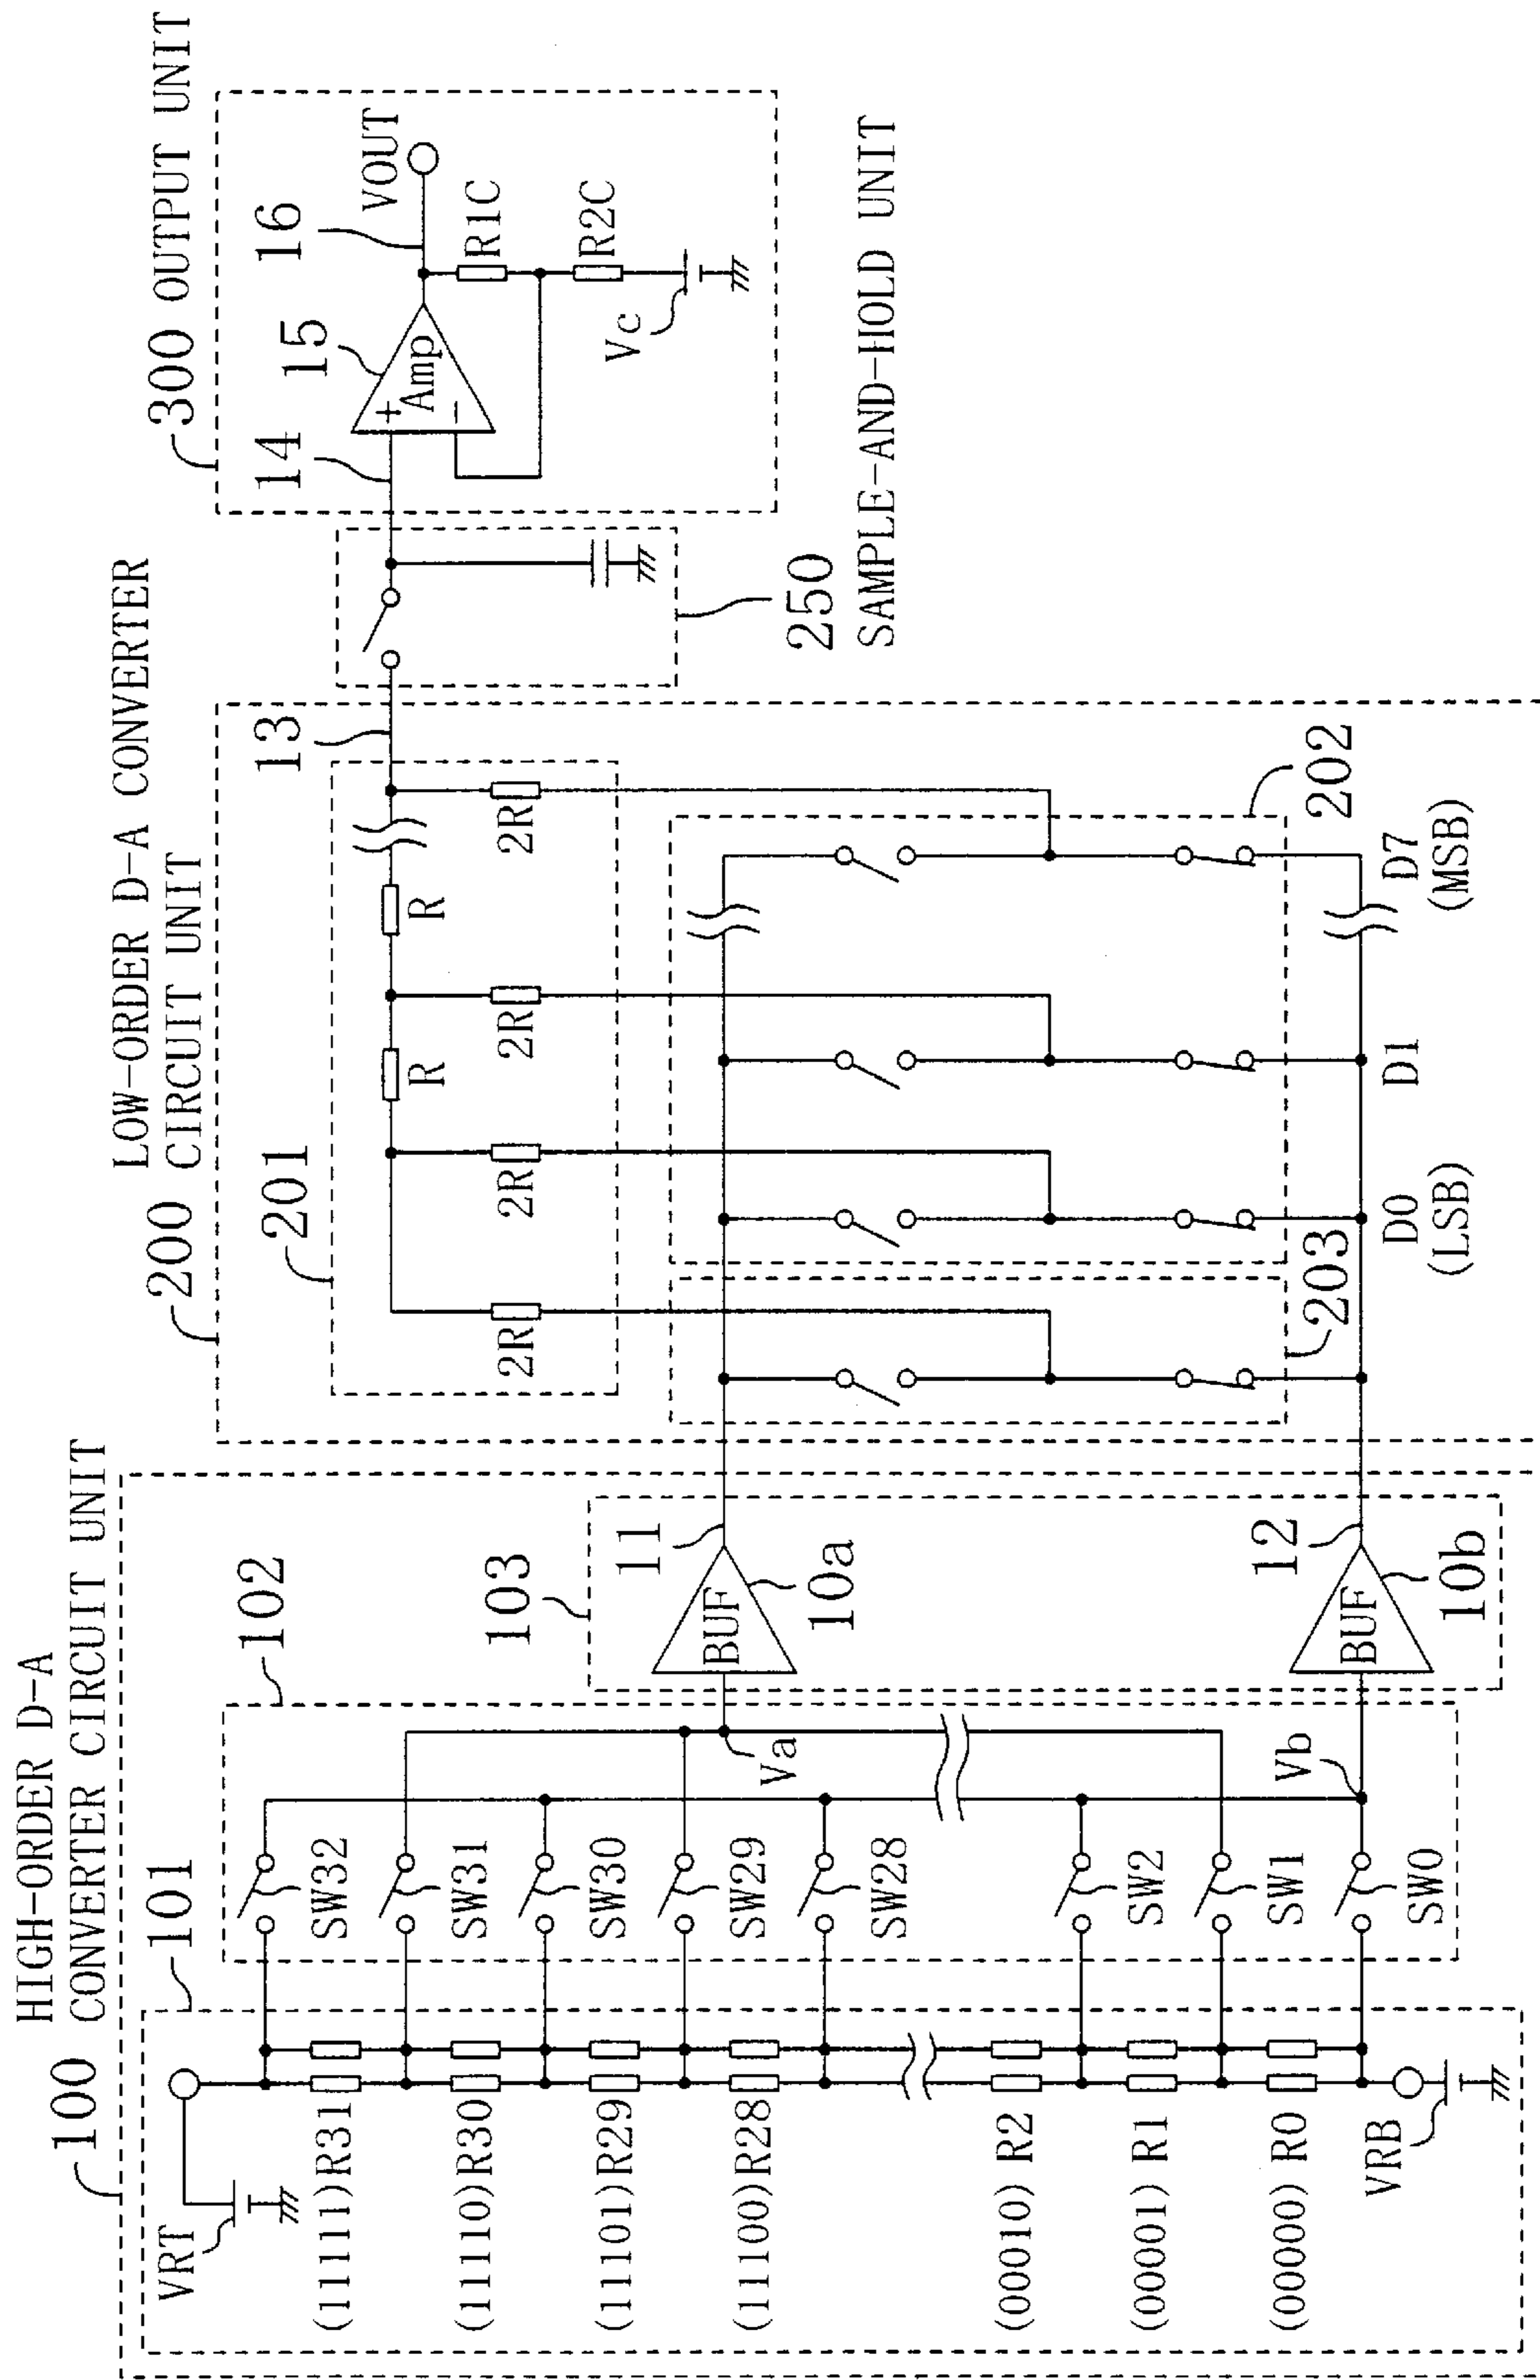 HIGH-ORDER D-A
100 CONVERTER CIRCUIT UNIT
101
102
VRT
(11111)R31
(11110)R30
(11101)R29
(11100)R28
(00010) R2
(00001) R1
(00000) R0
VRB
SW32
SW31
SW30
SW29
SW28
SW2
SW1
SW0
Va
Vb
103
BUF
10a
11
BUF
10b
12
LOW-ORDER D-A CONVERTER
200 CIRCUIT UNIT
201
2R
2R
2R
2R
R
R
13
203
202
D0
(LSB)
D1
D7
(MSB)
250
SAMPLE-AND-HOLD UNIT
300 OUTPUT UNIT
14
15
16
+
-
Amp
VOUT
R1C
R2C
Vc